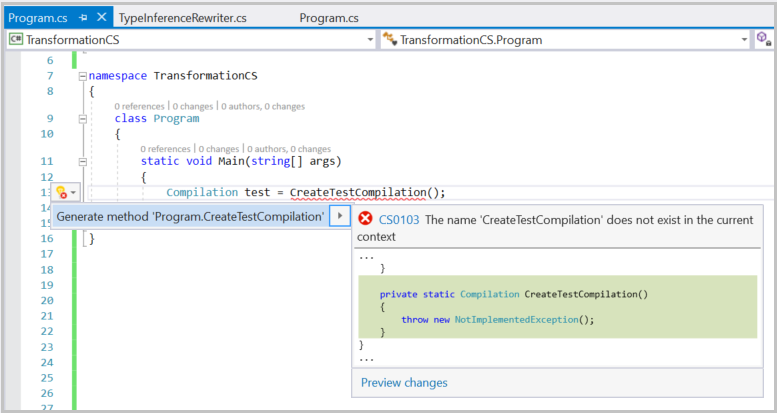 Program.cs TypeInferenceRewriter.cs Program.cs
C# TransformationCS TransformationCS.Program
6
7 namespace TransformationCS
8 {
0 references | 0 changes | 0 authors, 0 changes
9 class Program
10 {
0 references | 0 changes | 0 authors, 0 changes
11 static void Main(string[] args)
12 {
13 Compilation test = CreateTestCompilation();
14
Generate method 'Program.CreateTestCompilation'
15
16 }
17
18
19
20
21
22
23
24
25
26
27
CS0103 The name 'CreateTestCompilation' does not exist in the current
context
...
}
private static Compilation CreateTestCompilation()
{
throw new NotImplementedException();
}
}
...
Preview changes